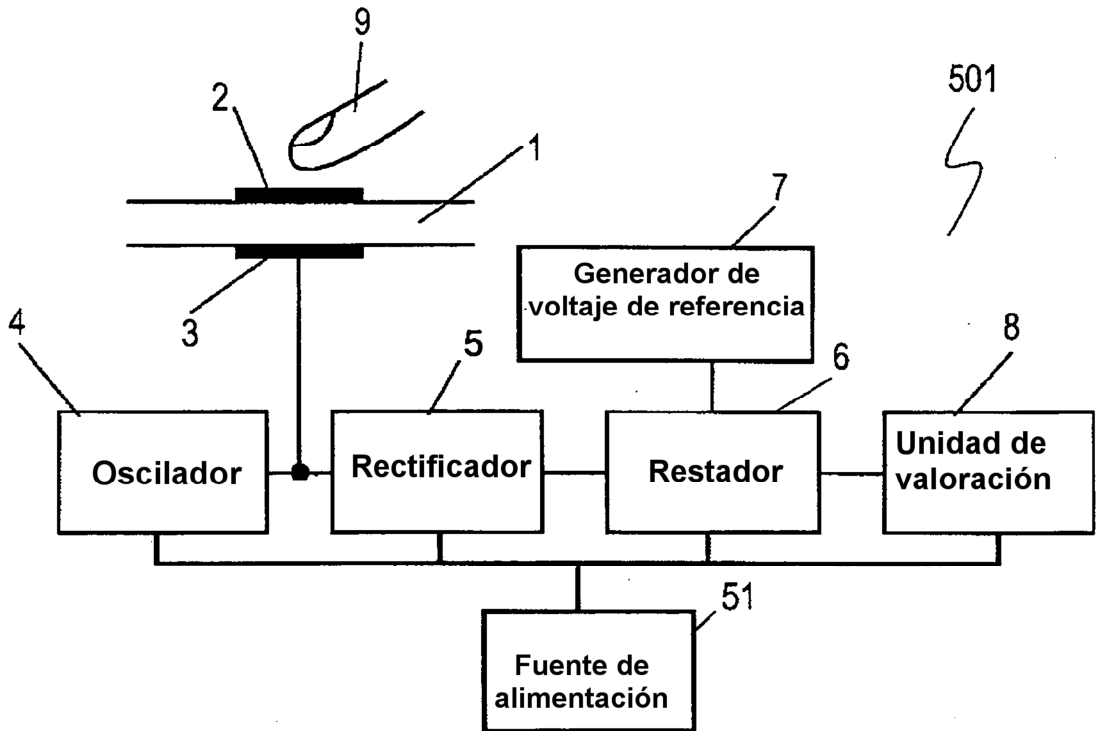 9
2
501
1
7
Generador de
voltaje de referencia
3
4
5
6
8
Oscilador
Rectificador
Restador
Unidad de
valoración
51
Fuente de
alimentación